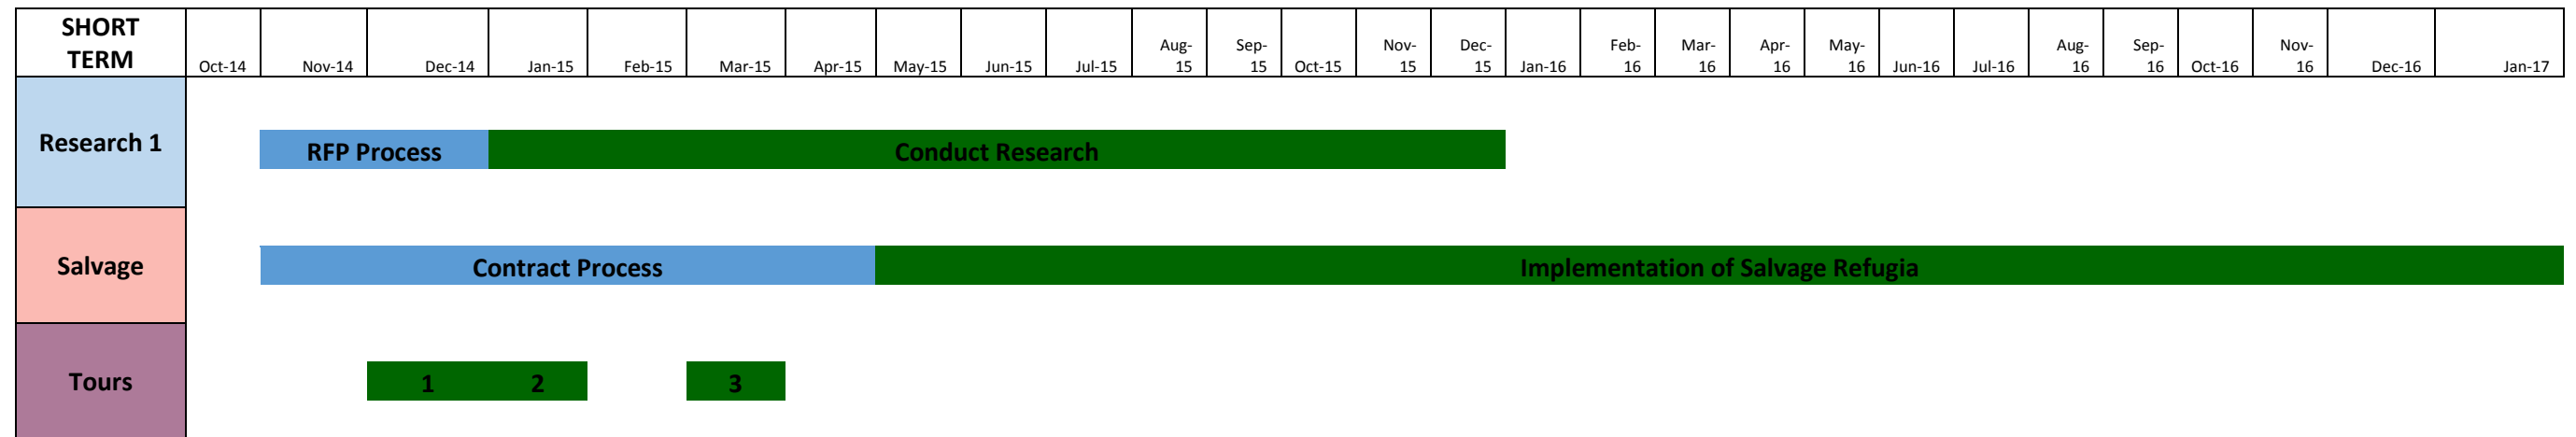 SHORT
TERM
Oct-14 Nov-14 Dec-14 Jan-15 Feb-15 Mar-15 Apr-15 May-15 Jun-15 Jul-15 Aug-15 Sep-15 Oct-15 Nov-15 Dec-15 Jan-16 Feb-16 Mar-16 Apr-16 May-16 Jun-16 Jul-16 Aug-16 Sep-16 Oct-16 Nov-16 Dec-16 Jan-17
Research 1
RFP Process Conduct Research
Salvage
Contract Process Implementation of Salvage Refugia
Tours
1 2 3